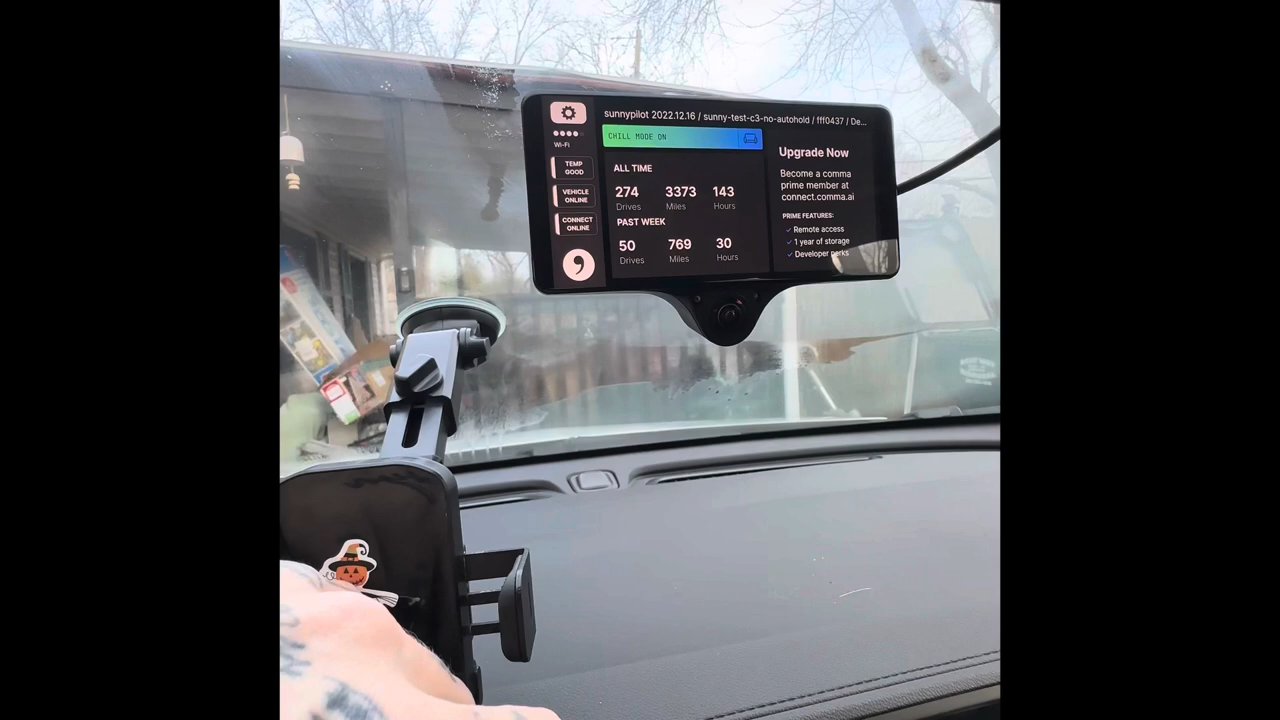 sunnypilot 2022.12.16 / sunny-test-c3-no-autohold / fff0437 / De...
Wi-Fi
TEMP
GOOD
VEHICLE
ONLINE
CONNECT
ONLINE
CHILL MODE ON
ALL TIME
274 3373 143
Drives Miles Hours
PAST WEEK
50 769 30
Drives Miles Hours
Upgrade Now
Become a comma
prime member at
connect.comma.ai
PRIME FEATURES:
✓ Remote access
✓ 1 year of storage
✓ Developer perks